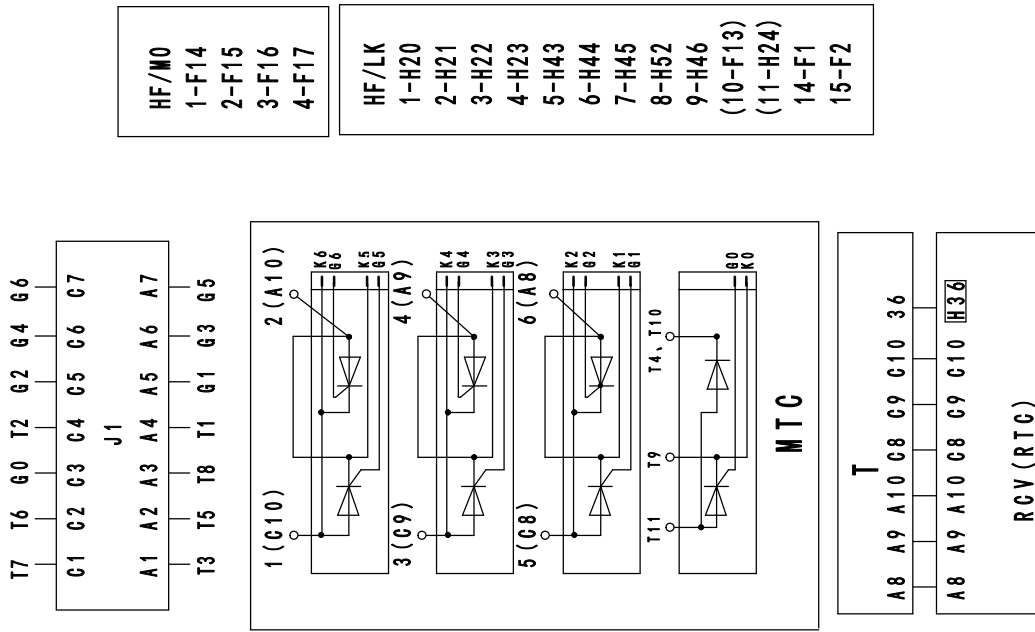 HF/MO
1-F14
2-F15
3-F16
4-F17
HF/LK
1-H20
2-H21
3-H22
4-H23
5-H43
6-H44
7-H45
8-H52
9-H46
(10-F13)
(11-H24)
14-F1
15-F2
T7 T6 G0 T2 G2 G4 G6
C1 C2 C3 C4 C5 C6 C7
J1
A1 A2 A3 A4 A5 A6 A7
T3 T5 T8 T1 G1 G3 G5
1(C10) 2(A10)
K6
G6
K5
G5
3(C9) 4(A9)
K4
G4
K3
G3
5(C8) 6(A8)
K2
G2
K1
G1
T11 T9 T4、T10
G0
K0
MTC
T
A8 A9 A10 C8 C9 C10 36
A8 A9 A10 C8 C9 C10 H36
RCV(RTC)